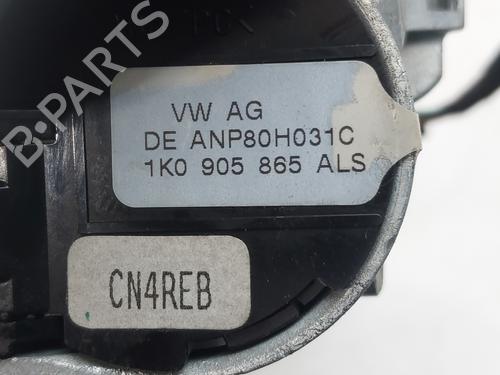 VW AG
DE ANP80H031C
1K0 905 865 ALS
CN4REB
B-PARTS